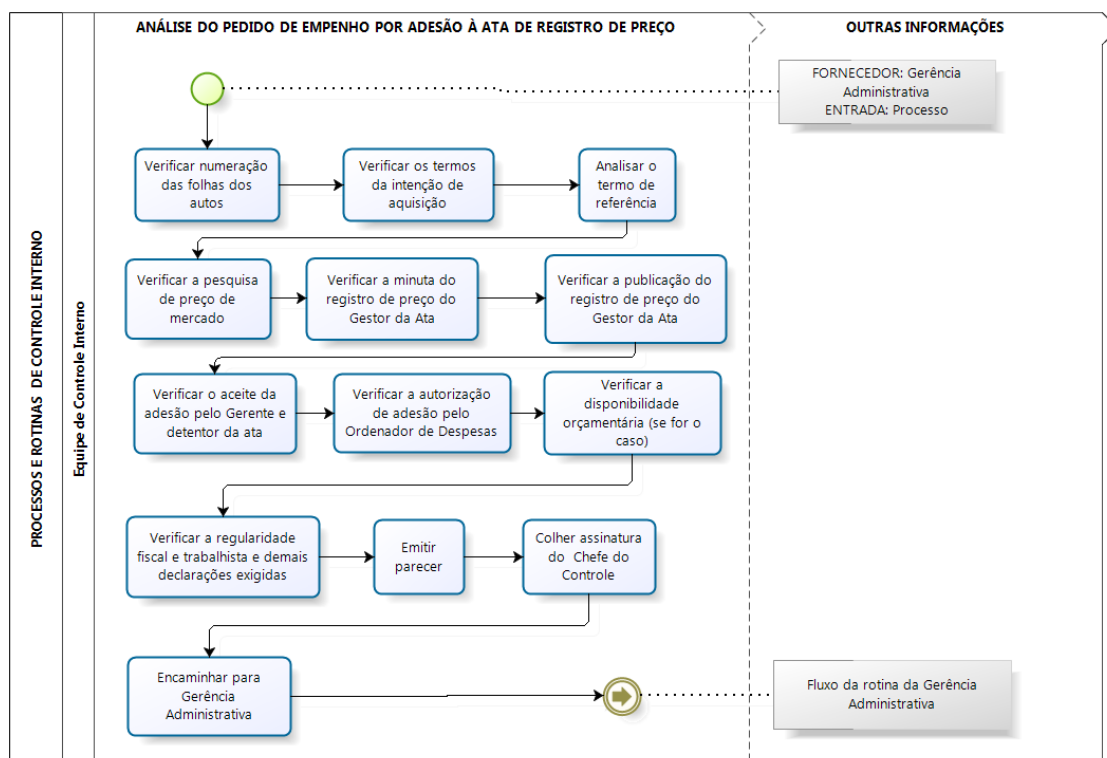 ANÁLISE DO PEDIDO DE EMPENHO POR ADESÃO À ATA DE REGISTRO DE PREÇO
OUTRAS INFORMAÇÕES
PROCESSOS E ROTINAS DE CONTROLE INTERNO
Equipe de Controle Interno
FORNECEDOR: Gerência
Administrativa
ENTRADA: Processo
Verificar numeração
das folhas dos
autos
Verificar os termos
da intenção de
aquisição
Analisar o
termo de
referência
Verificar a pesquisa
de preço de
mercado
Verificar a minuta do
registro de preço do
Gestor da Ata
Verificar a publicação do
registro de preço do
Gestor da Ata
Verificar o aceite da
adesão pelo Gerente e
detentor da ata
Verificar a autorização
de adesão pelo
Ordenador de Despesas
Verificar a
disponibilidade
orçamentária (se for o
caso)
Verificar a regularidade
fiscal e trabalhista e demais
declarações exigidas
Emitir
parecer
Colher assinatura
do Chefe do
Controle
Encaminhar para
Gerência
Administrativa
Fluxo da rotina da Gerência
Administrativa